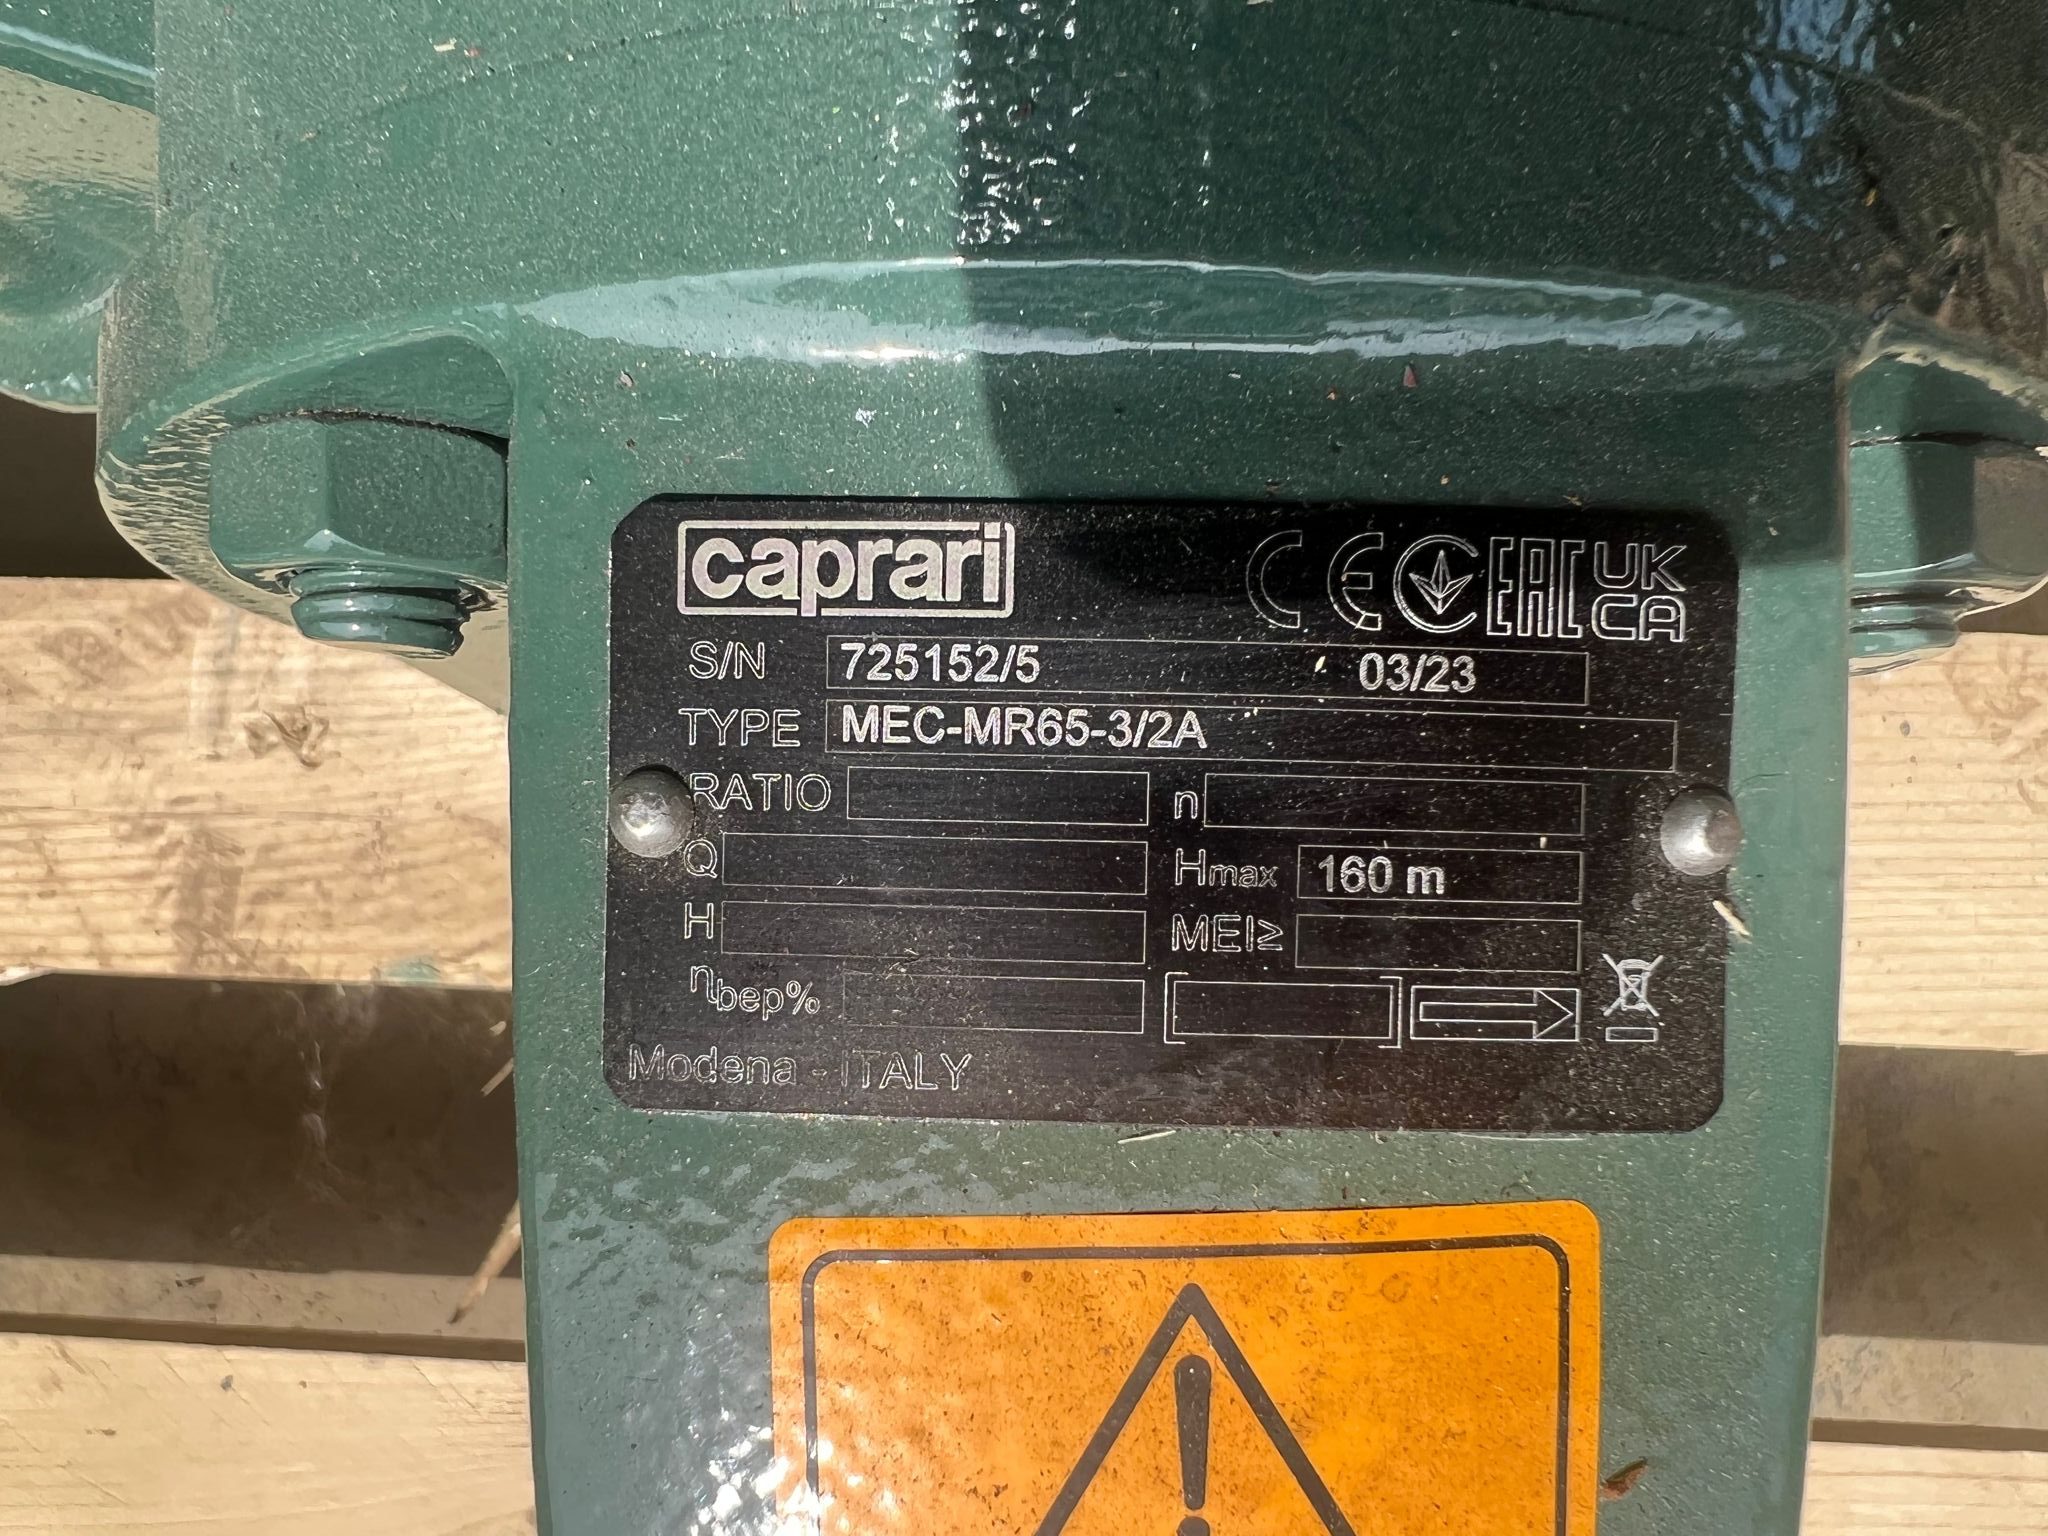 caprari
CE EAC UK CA
S/N 725152/5 03/23
TYPE MEC-MR65-3/2A
RATIO n
Q Hmax 160 m
H MEI≥
ηbep%
Modena - ITALY